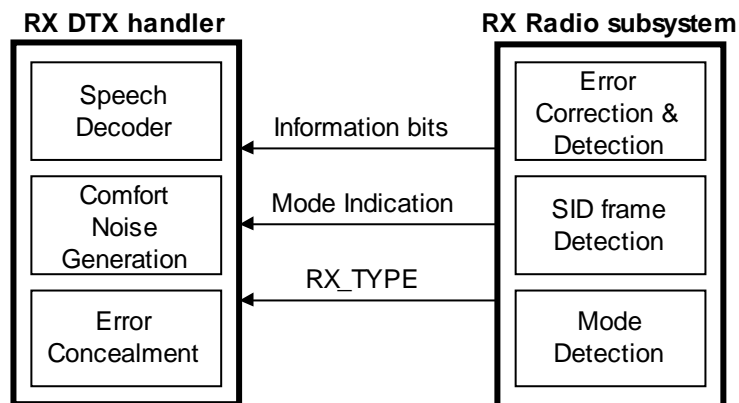 RX DTX handler
RX Radio subsystem
Speech
Decoder
Comfort
Noise
Generation
Error
Concealment
Information bits
Mode Indication
RX_TYPE
Error
Correction &
Detection
SID frame
Detection
Mode
Detection